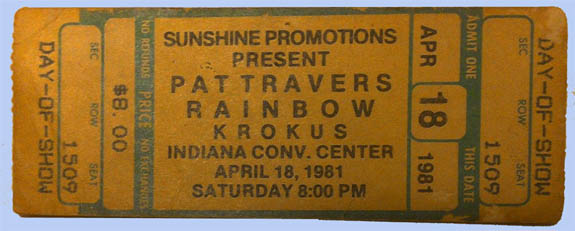 DAY-OF-SHOW
SEC ROW SEAT
1509
$8.00
NO REFUNDS PRICE NO EXCHANGES
SUNSHINE PROMOTIONS
PRESENT
PAT TRAVERS
RAINBOW
KROKUS
INDIANA CONV. CENTER
APRIL 18, 1981
SATURDAY 8:00 PM
APR
18
1981
ADMIT ONE THIS DATE
SEC ROW SEAT
1509
DAY-OF-SHOW